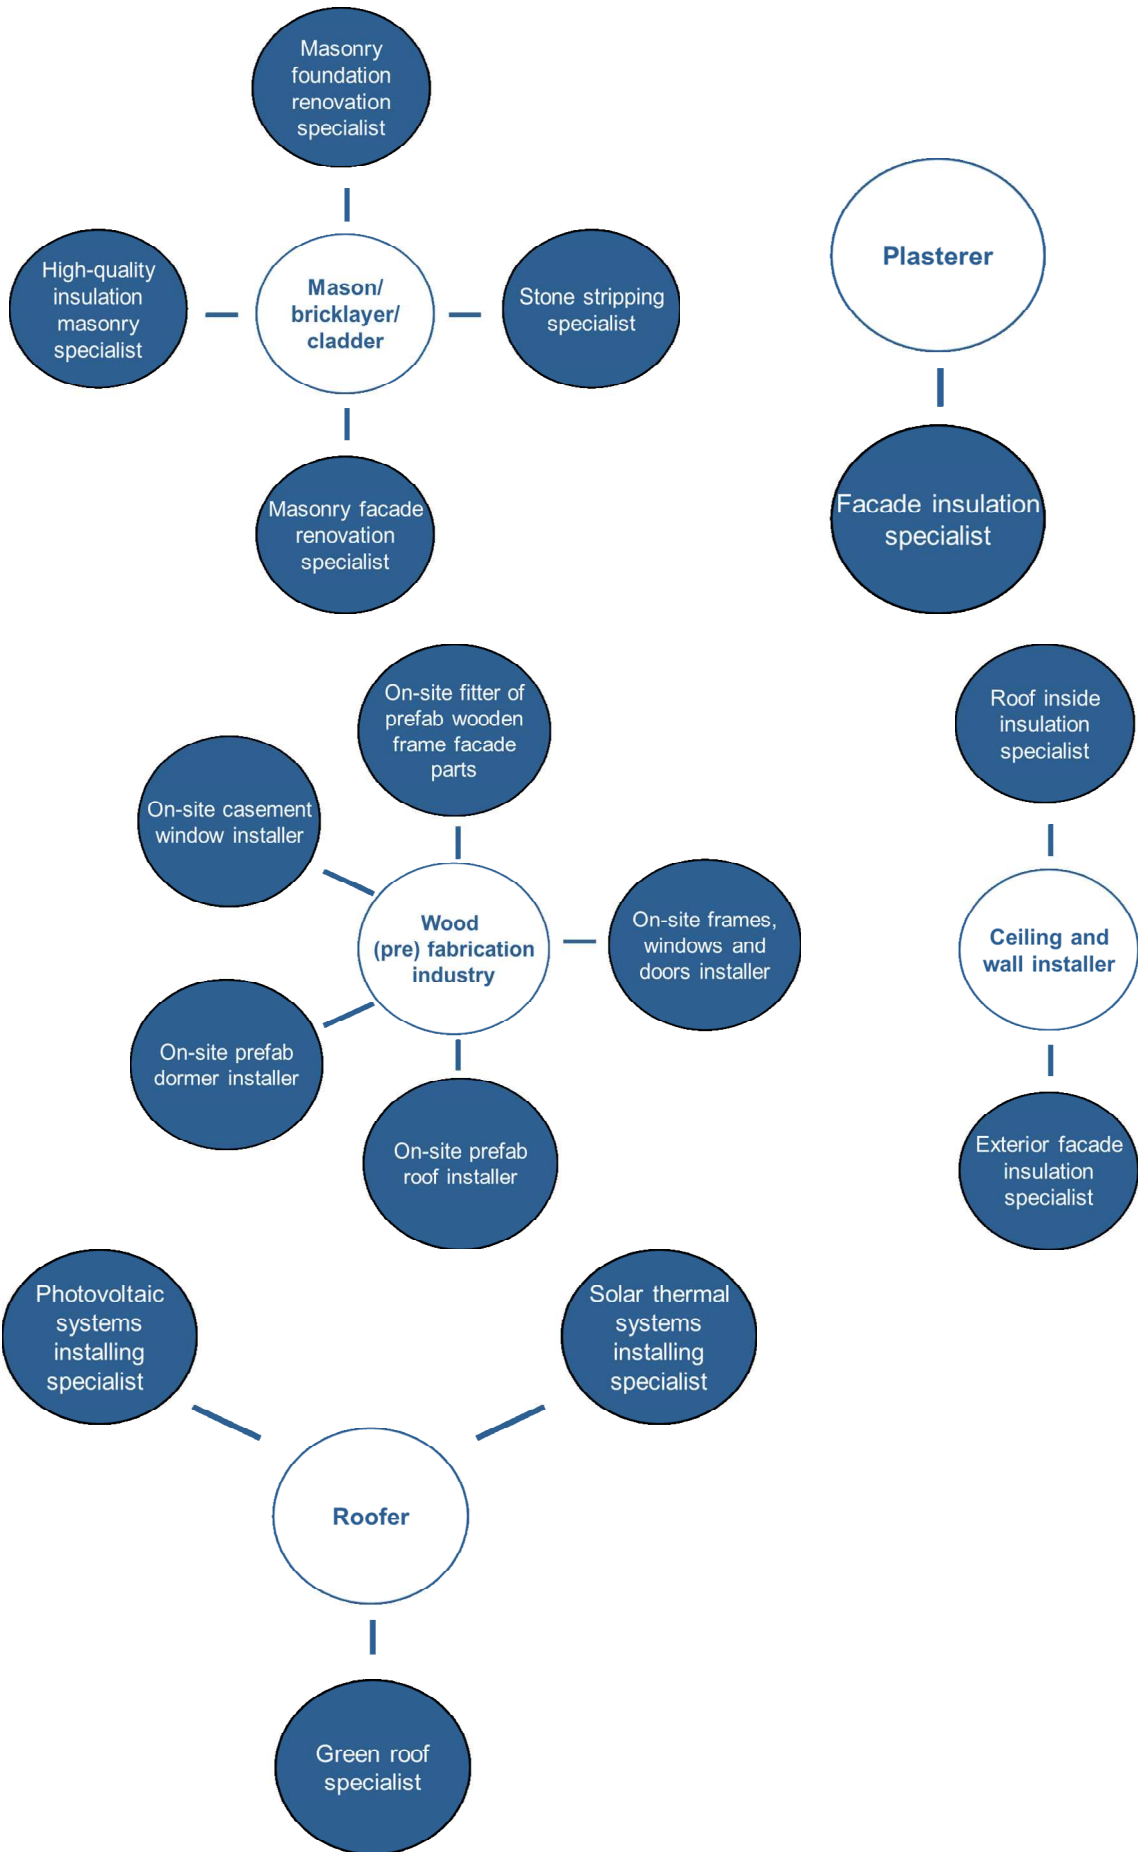 Masonry
foundation
renovation
specialist
High-quality
insulation
masonry
specialist
Mason/
bricklayer/
cladder
Stone stripping
specialist
Masonry facade
renovation
specialist
Plasterer
Facade insulation
specialist
On-site fitter of
prefab wooden
frame facade
parts
On-site casement
window installer
Wood
(pre) fabrication
industry
On-site frames,
windows and
doors installer
On-site prefab
dormer installer
On-site prefab
roof installer
Roof inside
insulation
specialist
Ceiling and
wall installer
Exterior facade
insulation
specialist
Photovoltaic
systems
installing
specialist
Solar thermal
systems
installing
specialist
Roofer
Green roof
specialist